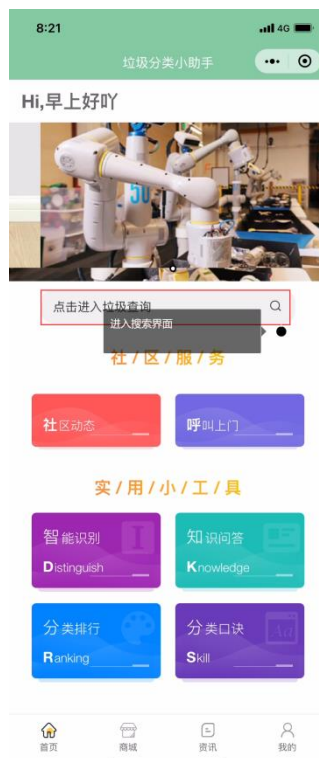 8:21
4G
垃圾分类小助手
Hi,早上好吖
50
点击进入垃圾查询
进入搜索界面
社/区/服/务
社区动态
呼叫上门
实/用/小/工/具
智能识别
Distinguish
知识问答
Knowledge
分类排行
Ranking
分类口诀
Skill
Aa
首页
商城
资讯
我的